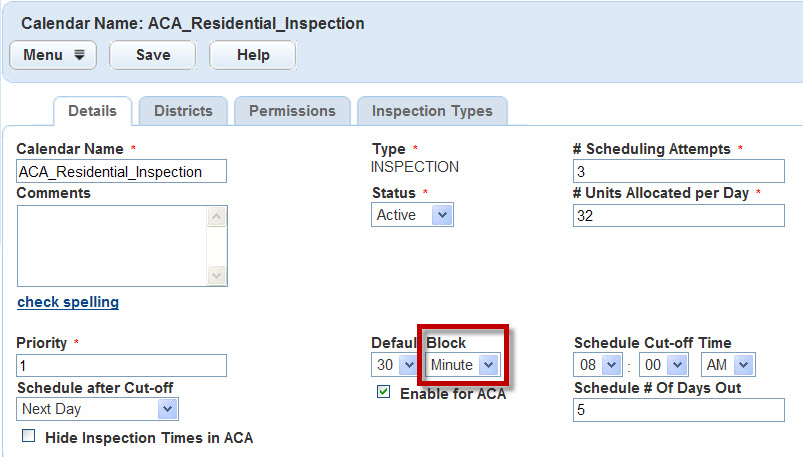 Calendar Name: ACA_Residential_Inspection
Menu Save Help
Details Districts Permissions Inspection Types
Calendar Name * Type * # Scheduling Attempts *
ACA_Residential_Inspection INSPECTION 3
Comments Status * # Units Allocated per Day *
Active 32
check spelling
Priority * Default Block Schedule Cut-off Time
1 30 Minute 08 : 00 AM
Schedule after Cut-off Enable for ACA Schedule # Of Days Out
Next Day 5
Hide Inspection Times in ACA